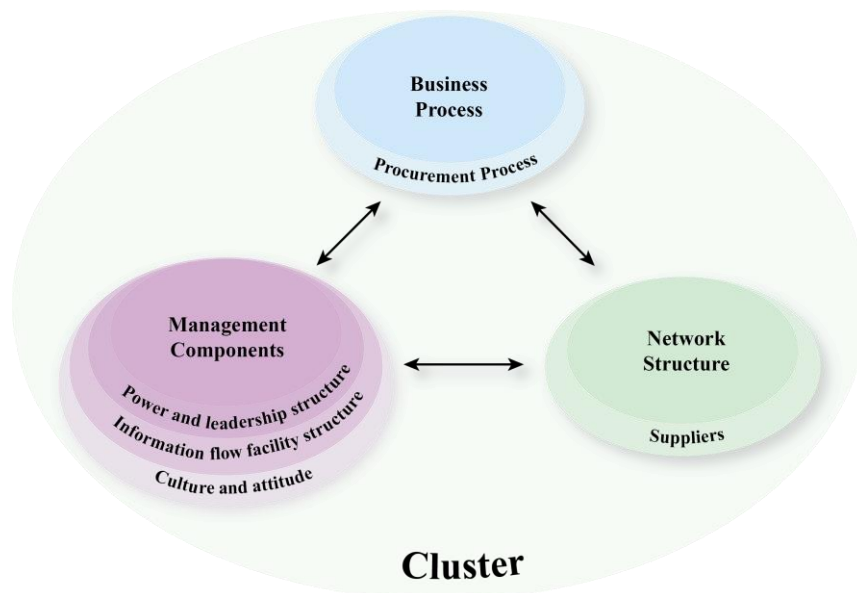 Business
Process
Procurement Process
Management
Components
Power and leadership structure
Information flow facility structure
Culture and attitude
Network
Structure
Suppliers
Cluster